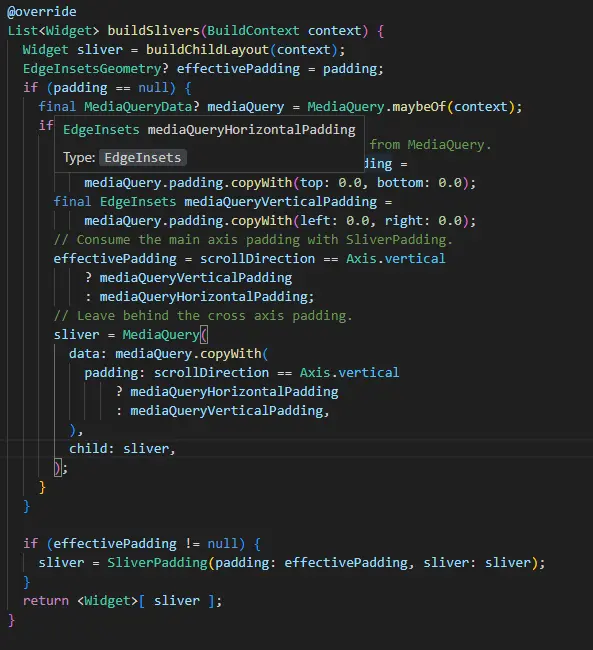 @override
List<Widget> buildSlivers(BuildContext context) {
  Widget sliver = buildChildLayout(context);
  EdgeInsetsGeometry? effectivePadding = padding;
  if (padding == null) {
    final MediaQueryData? mediaQuery = MediaQuery.maybeOf(context);
    if
EdgeInsets mediaQueryHorizontalPadding
from MediaQuery.
Type: EdgeInsets
ding =
          mediaQuery.padding.copyWith(top: 0.0, bottom: 0.0);
      final EdgeInsets mediaQueryVerticalPadding =
          mediaQuery.padding.copyWith(left: 0.0, right: 0.0);
      // Consume the main axis padding with SliverPadding.
      effectivePadding = scrollDirection == Axis.vertical
          ? mediaQueryVerticalPadding
          : mediaQueryHorizontalPadding;
      // Leave behind the cross axis padding.
      sliver = MediaQuery(
        data: mediaQuery.copyWith(
          padding: scrollDirection == Axis.vertical
              ? mediaQueryHorizontalPadding
              : mediaQueryVerticalPadding,
        ),
        child: sliver,
      );
    }
  }

  if (effectivePadding != null) {
    sliver = SliverPadding(padding: effectivePadding, sliver: sliver);
  }
  return <Widget>[ sliver ];
}